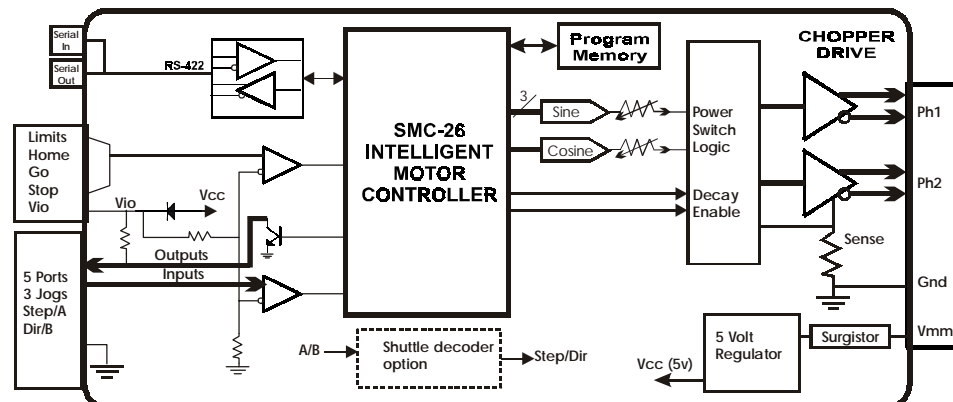 Serial
In
Serial
Out
RS-422
Program
Memory
CHOPPER
DRIVE
3
Sine
Cosine
Power
Switch
Logic
Decay
Enable
Ph1
Ph2
Sense
Gnd
Vmm
SMC-26
INTELLIGENT
MOTOR
CONTROLLER
Limits
Home
Go
Stop
Vio
Vio
Vcc
Outputs
Inputs
5 Ports
3 Jogs
Step/A
Dir/B
A/B
Shuttle decoder
option
Step/Dir
Vcc (5v)
5 Volt
Regulator
Surgistor